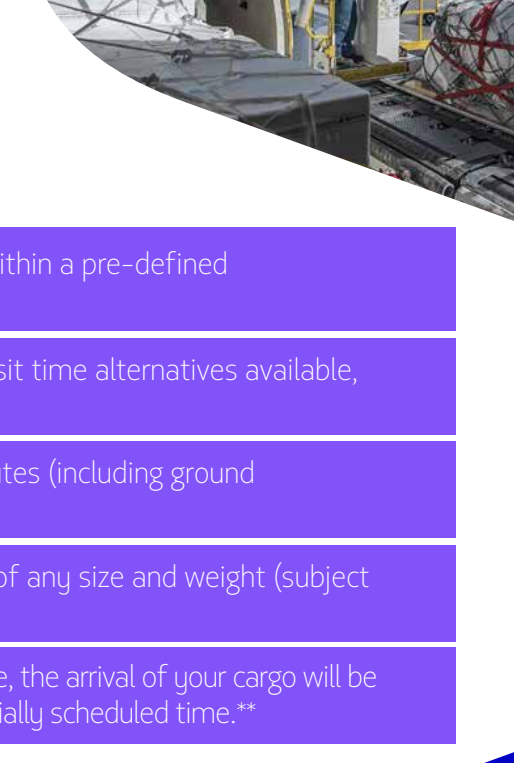 ithin a pre-defined
sit time alternatives available,
tes (including ground
of any size and weight (subject
, the arrival of your cargo will be
ially scheduled time.**